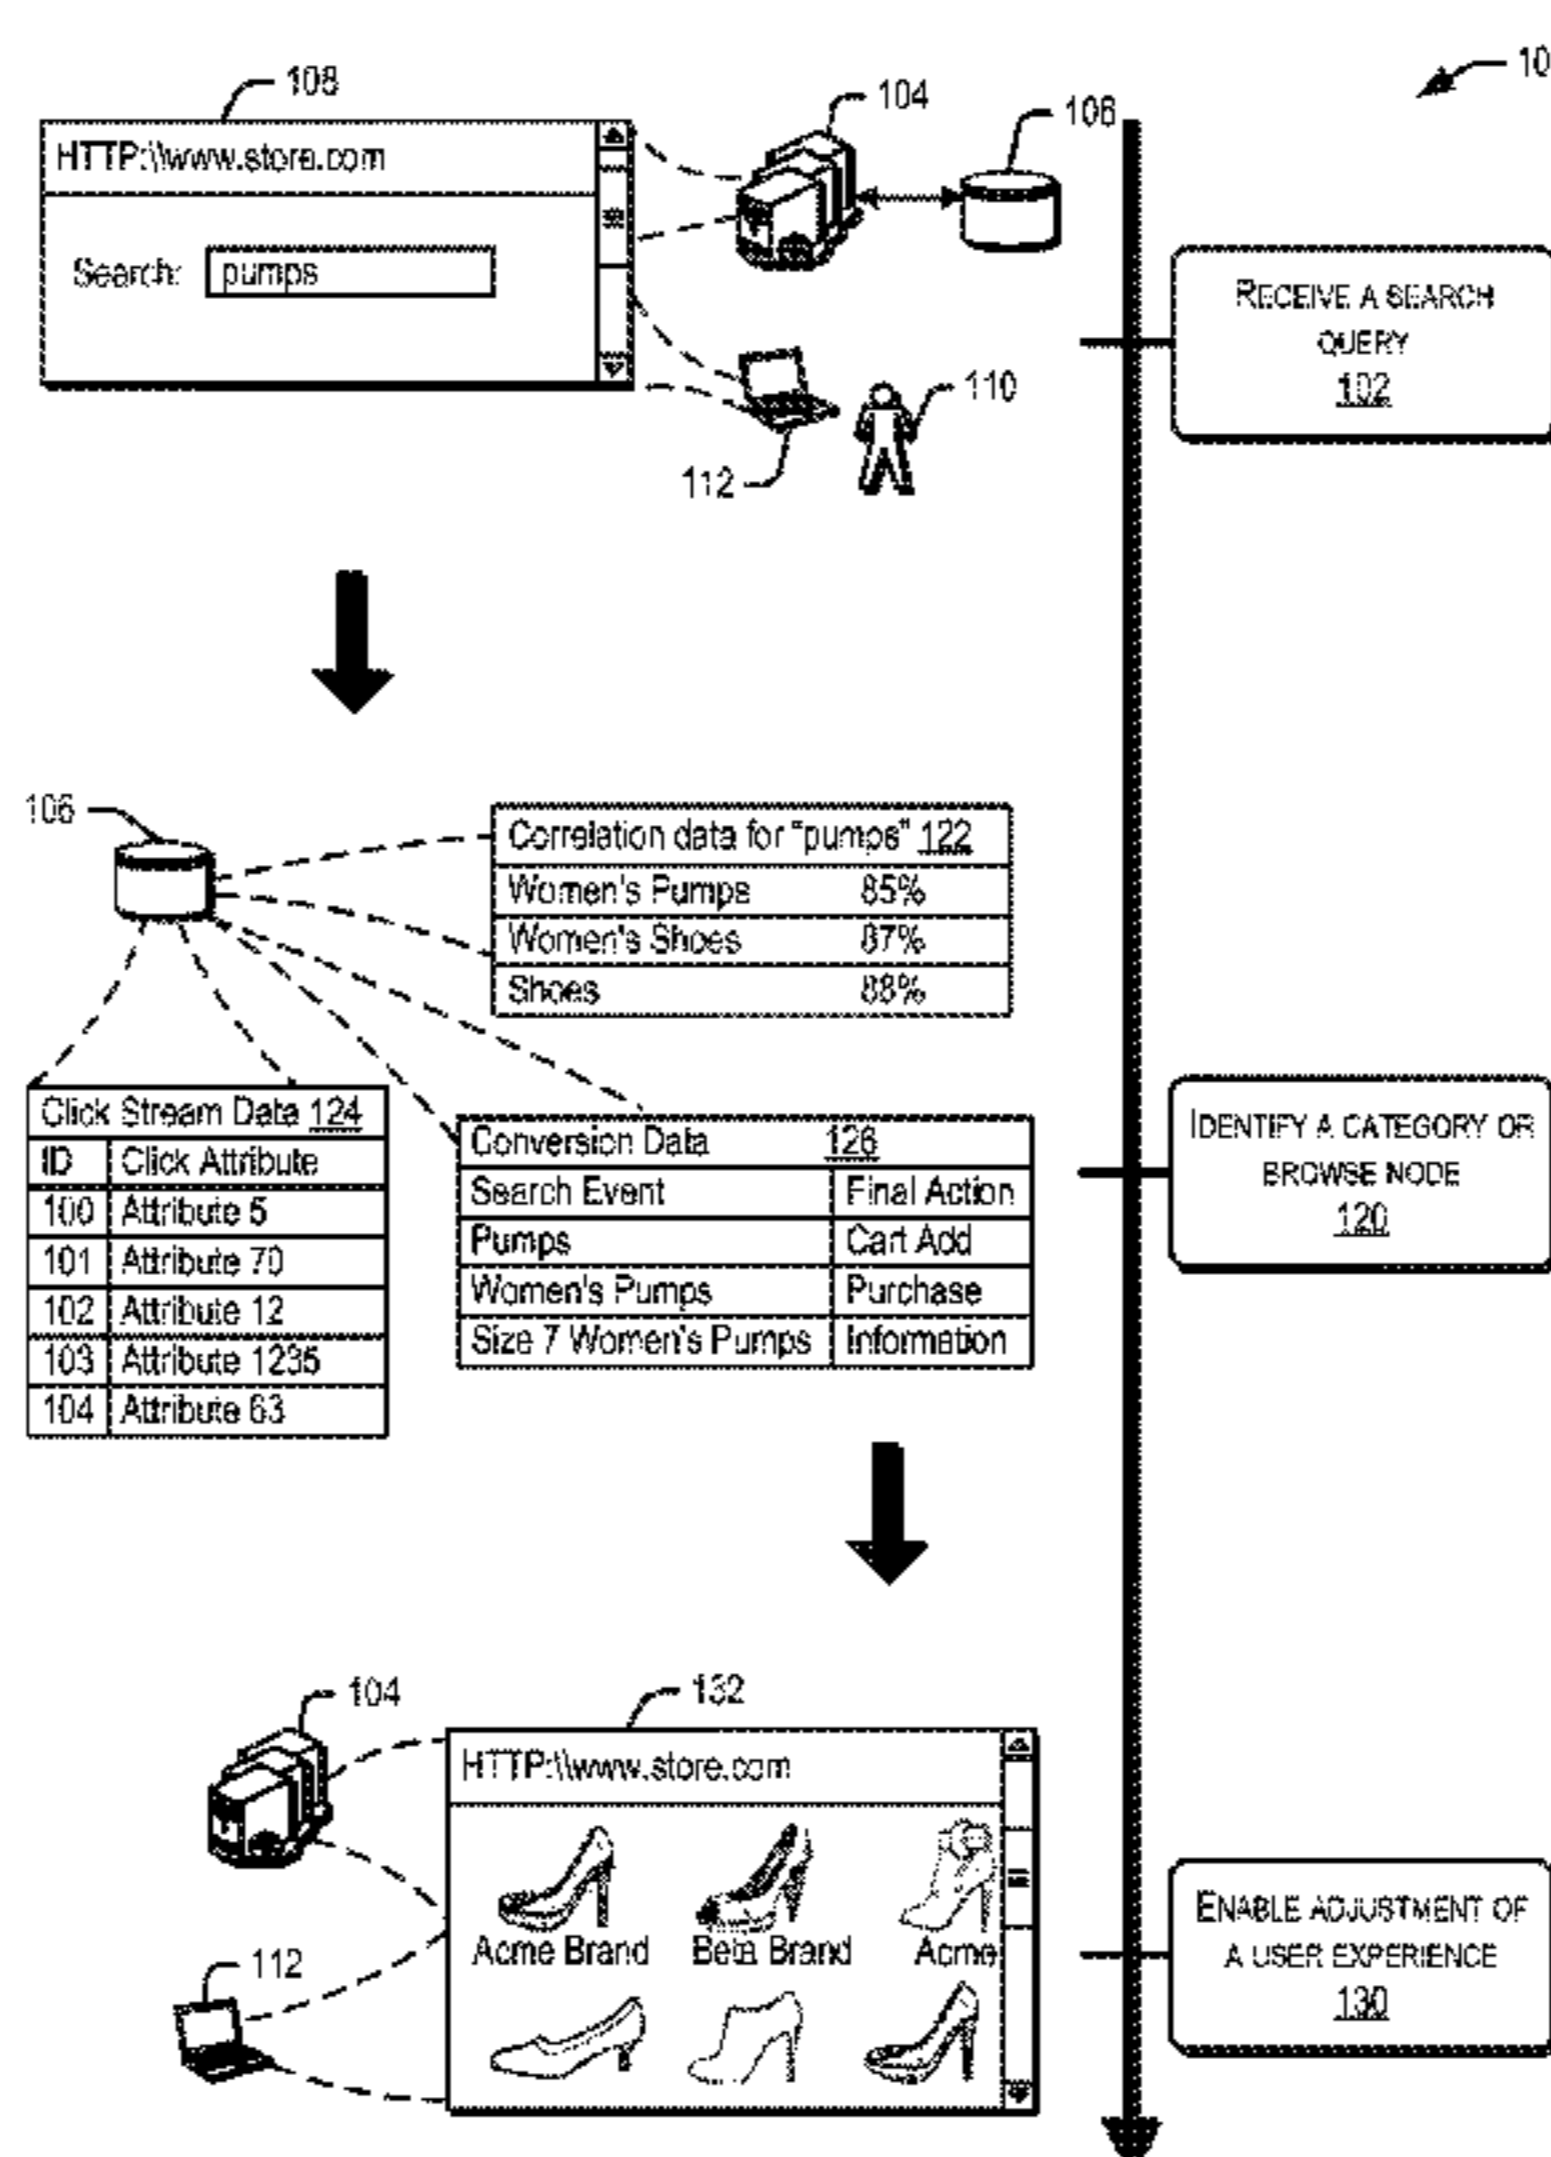 108
104
106
10
HTTP:\\www.store.com
Search: pumps
RECEIVE A SEARCH
QUERY
102
110
112
106
Correlation data for "pumps" 122
Women's Pumps 85%
Women's Shoes 87%
Shoes 88%
Click Stream Data 124
ID Click Attribute
100 Attribute 5
101 Attribute 70
102 Attribute 12
103 Attribute 1235
104 Attribute 63
Conversion Data 126
Search Event Final Action
Pumps Cart Add
Women's Pumps Purchase
Size 7 Women's Pumps Information
IDENTIFY A CATEGORY OR
BROWSE NODE
120
104
132
HTTP:\\www.store.com
Acme Brand Beta Brand Acme
112
ENABLE ADJUSTMENT OF
A USER EXPERIENCE
130